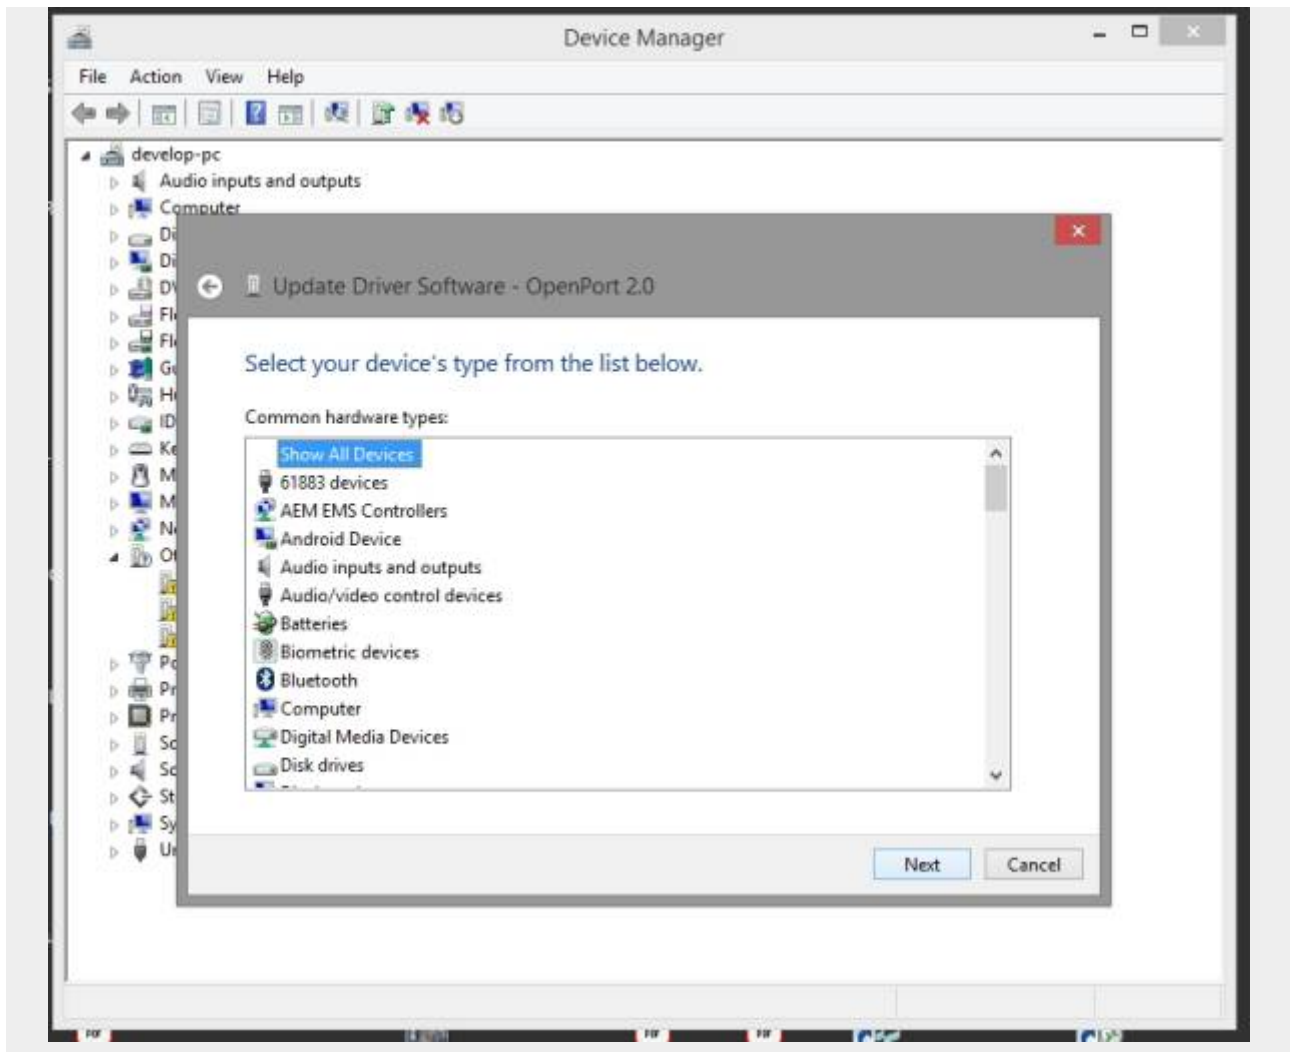 Device Manager
File Action View Help
develop-pc
Audio inputs and outputs
Computer
Update Driver Software - OpenPort 2.0
Select your device's type from the list below.
Common hardware types:
Show All Devices
61883 devices
AEM EMS Controllers
Android Device
Audio inputs and outputs
Audio/video control devices
Batteries
Biometric devices
Bluetooth
Computer
Digital Media Devices
Disk drives
Next Cancel